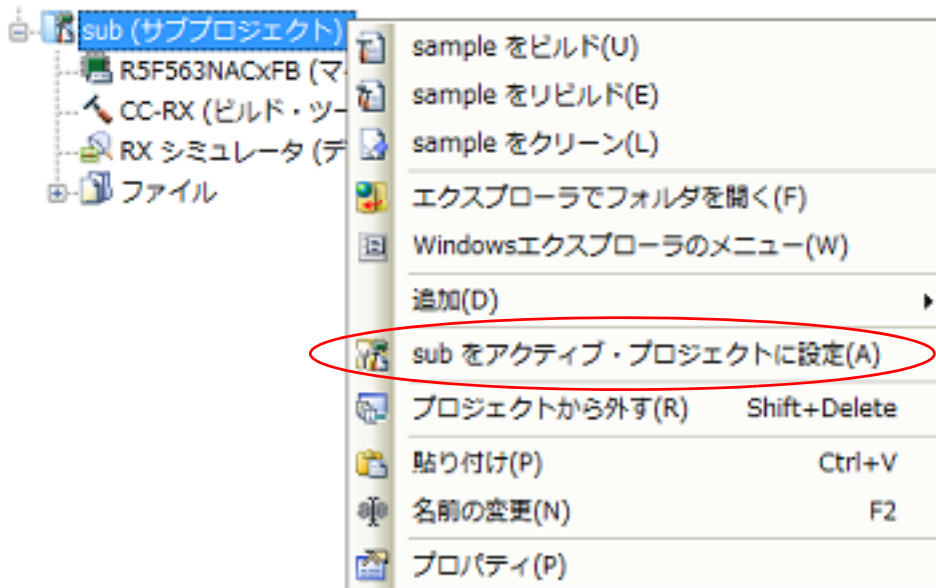 sub (サブプロジェクト)
R5F563NACxFB (マ
CC-RX (ビルド・ツー
RX シミュレータ (デ
ファイル
sample をビルド(U)
sample をリビルド(E)
sample をクリーン(L)
エクスプローラでフォルダを開く(F)
Windowsエクスプローラのメニュー(W)
追加(D)
sub をアクティブ・プロジェクトに設定(A)
プロジェクトから外す(R) Shift+Delete
貼り付け(P) Ctrl+V
名前の変更(N) F2
プロパティ(P)